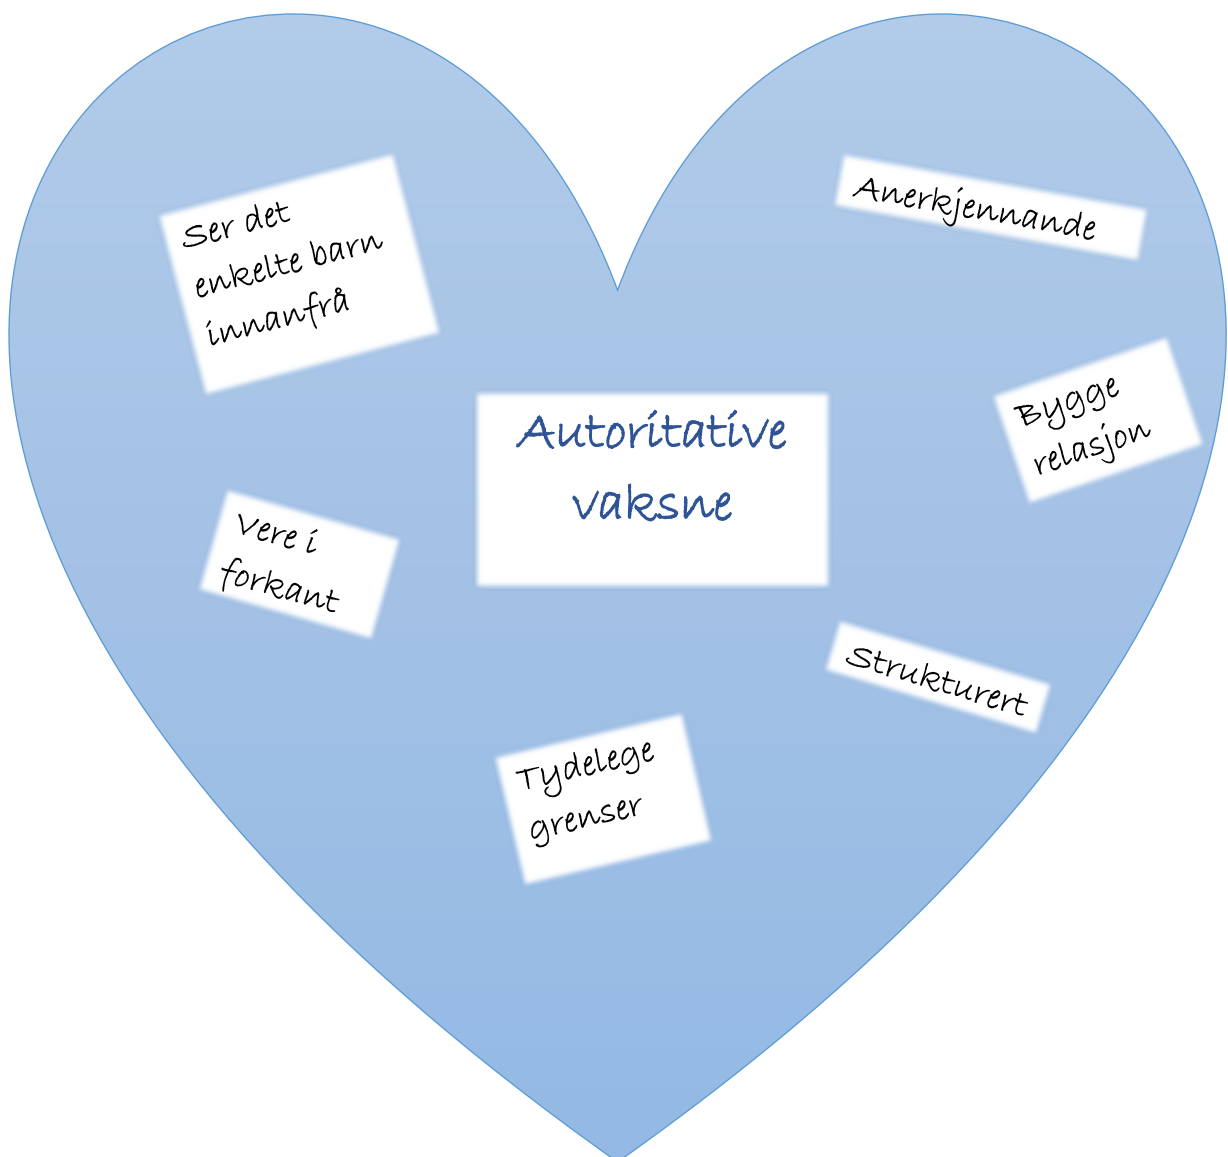 Ser det
enkelte barn
innanfrå
Anerkjennande
Bygge
relasjon
Autoritative
vaksne
Vere i
forkant
Strukturert
Tydelege
grenser